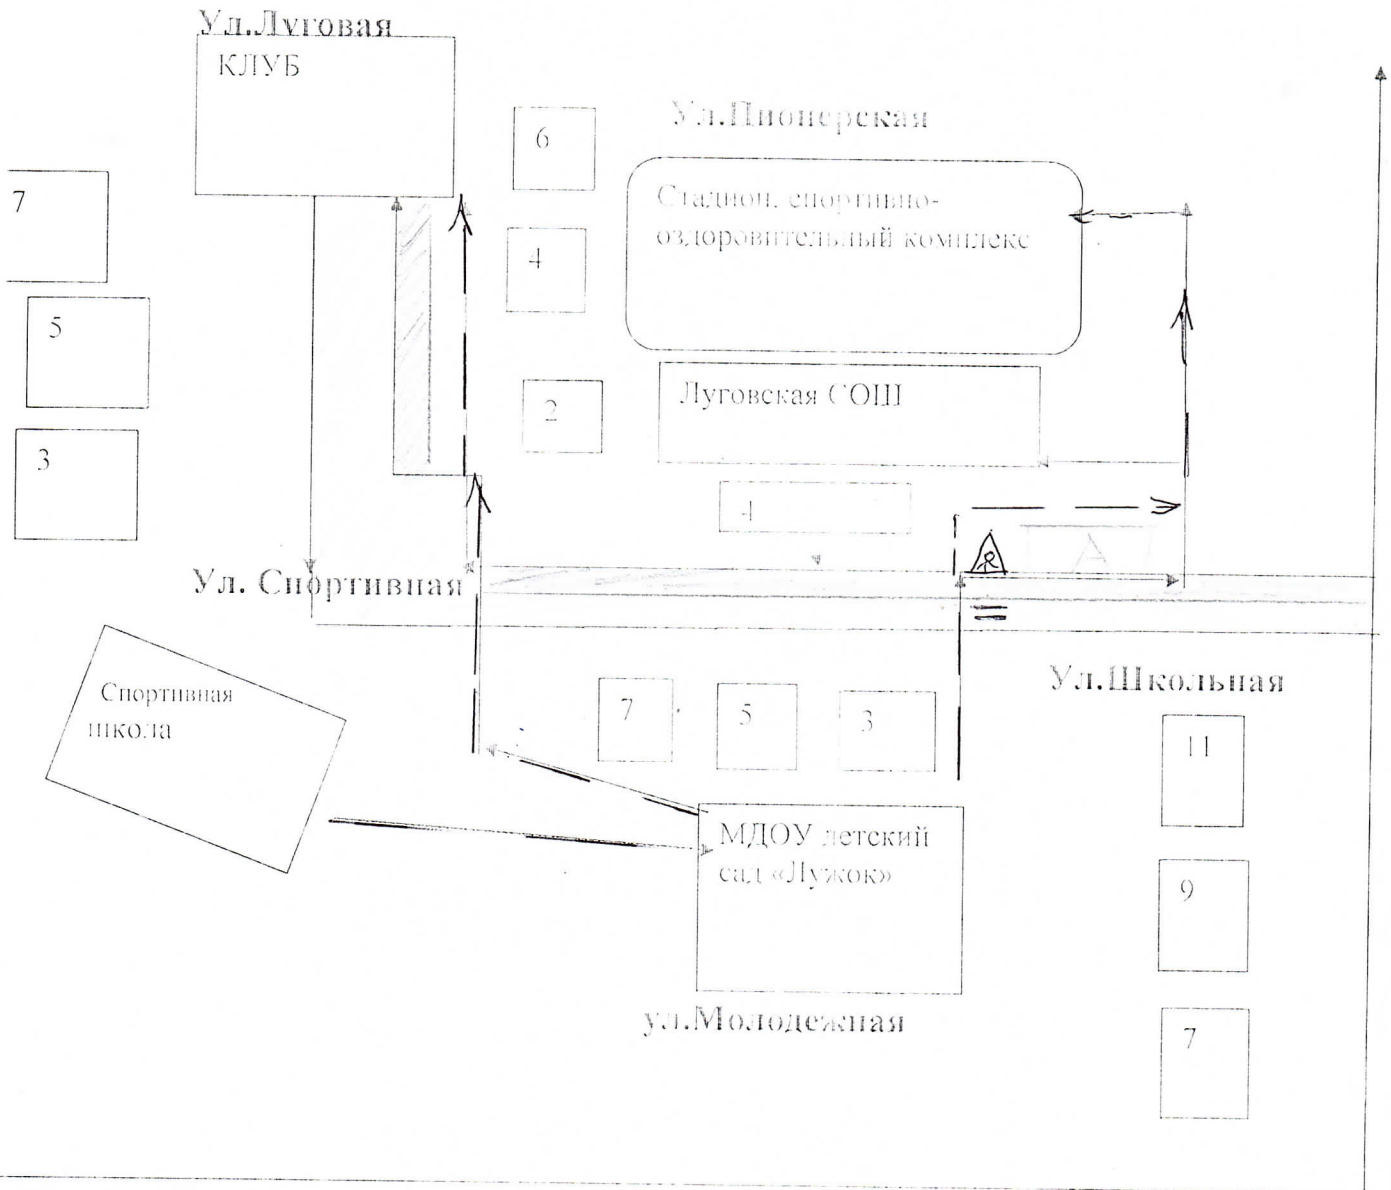 Ул.Луговая
КЛУБ
Ул.Пионерская
6
7
Стадион, спортивно-
оздоровительный комплекс
4
5
Луговская СОШ
2
3
4
А
Ул. Спортивная
Ул.Школьная
Спортивная
школа
7
5
3
11
МДОУ детский
сад «Лужок»
9
ул.Молодежная
7